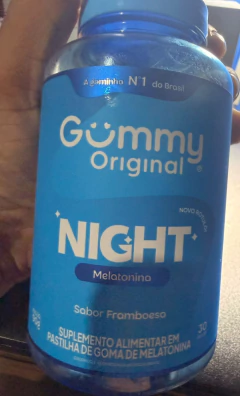 A gominha N°1 do Brasil
Gummy
Original
®
NOVO
NIGHT
Melatonina
Sabor Framboesa
30
SUPLEMENTO ALIMENTAR EM
PASTILHA DE GOMA DE MELATONINA